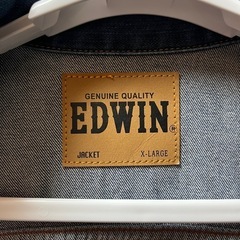 GENUINE QUALITY
EDWIN®
JACKET X-LARGE